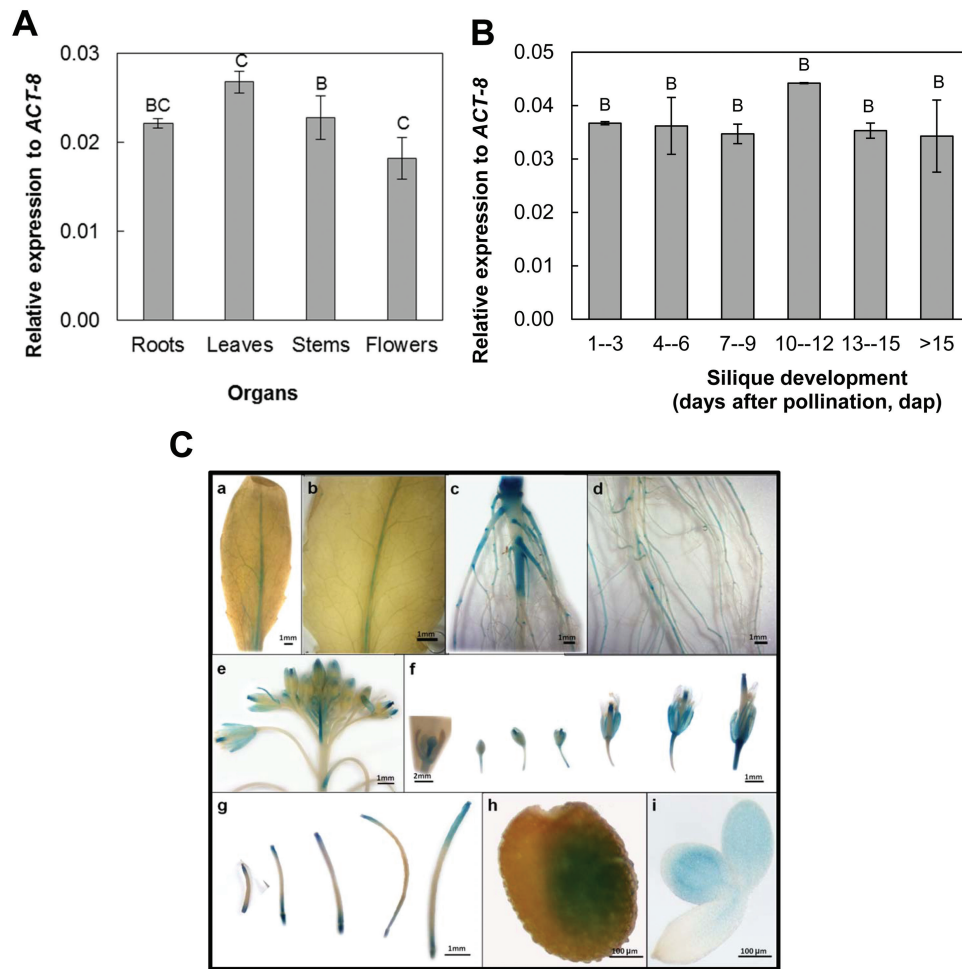 A
Relative expression to ACT-8
0.03
0.02
0.01
0.00
BC
C
B
C
Roots Leaves Stems Flowers
Organs
B
Relative expression to ACT-8
0.05
0.04
0.03
0.02
0.01
0.00
B
B
B
B
B
B
1--3 4--6 7--9 10--12 13--15 >15
Silique development
(days after pollination, dap)
C
a
1mm
b
1mm
c
1mm
d
1mm
e
1mm
f
2mm
1mm
g
1mm
h
100 µm
i
100 µm